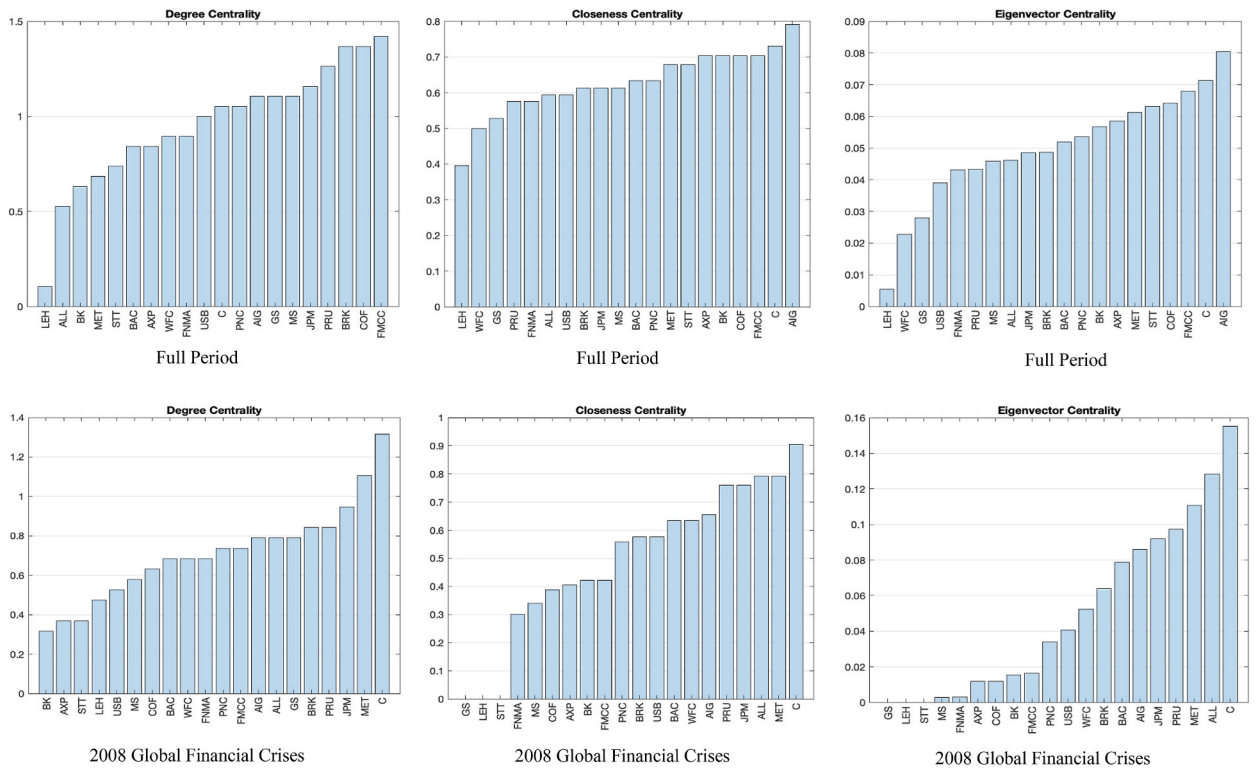 Degree Centrality
1.5
1
0.5
0
LEH ALL BK MET STT BAC AXP WFC FNMA USB C PNC AIG GS MS JPM PRU BRK COF FMCC
Full Period
Closeness Centrality
0.8
0.7
0.6
0.5
0.4
0.3
0.2
0.1
0
LEH WFC GS PRU FNMA ALL USB BRK JPM MS BAC PNC MET STT AXP BK COF FMCC C AIG
Full Period
Eigenvector Centrality
0.09
0.08
0.07
0.06
0.05
0.04
0.03
0.02
0.01
0
LEH WFC GS USB FNMA PRU MS ALL JPM BRK BAC PNC BK AXP MET STT COF FMCC C AIG
Full Period
Degree Centrality
1.4
1.2
1
0.8
0.6
0.4
0.2
0
BK AXP STT LEH USB MS COF BAC WFC FNMA PNC FMCC AIG ALL GS BRK PRU JPM MET C
2008 Global Financial Crises
Closeness Centrality
1
0.9
0.8
0.7
0.6
0.5
0.4
0.3
0.2
0.1
0
GS LEH STT FNMA MS COF AXP BK FMCC PNC BRK USB BAC WFC AIG PRU JPM ALL MET C
2008 Global Financial Crises
Eigenvector Centrality
0.16
0.14
0.12
0.1
0.08
0.06
0.04
0.02
0
GS LEH STT MS FNMA AXP COF BK FMCC PNC USB WFC BRK BAC AIG JPM PRU MET ALL C
2008 Global Financial Crises